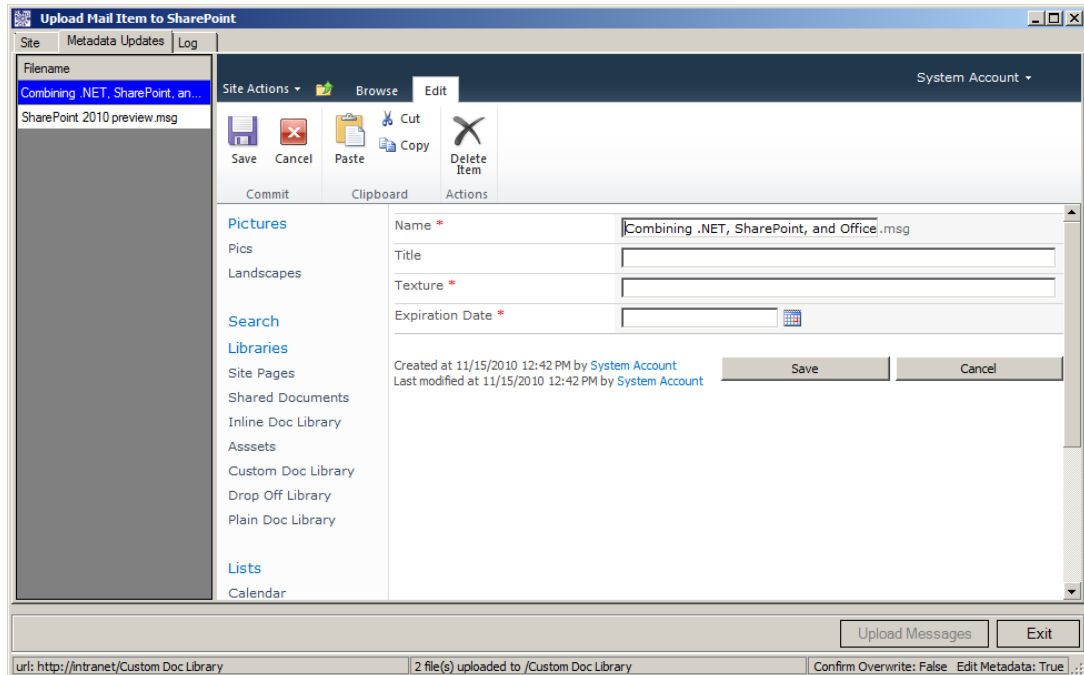 Upload Mail Item to SharePoint
Site Metadata Updates Log
Filename
Combining .NET, SharePoint, an...
SharePoint 2010 preview.msg
System Account
Site Actions Browse Edit
Save Cancel Paste Cut Copy Delete Item
Commit Clipboard Actions
Pictures
Pics
Landscapes
Search
Libraries
Site Pages
Shared Documents
Inline Doc Library
Asssets
Custom Doc Library
Drop Off Library
Plain Doc Library
Lists
Calendar
Name * Combining .NET, SharePoint, and Office .msg
Title
Texture *
Expiration Date *
Created at 11/15/2010 12:42 PM by System Account
Last modified at 11/15/2010 12:42 PM by System Account
Save Cancel
Upload Messages Exit
url: http://intranet/Custom Doc Library 2 file(s) uploaded to /Custom Doc Library Confirm Overwrite: False Edit Metadata: True